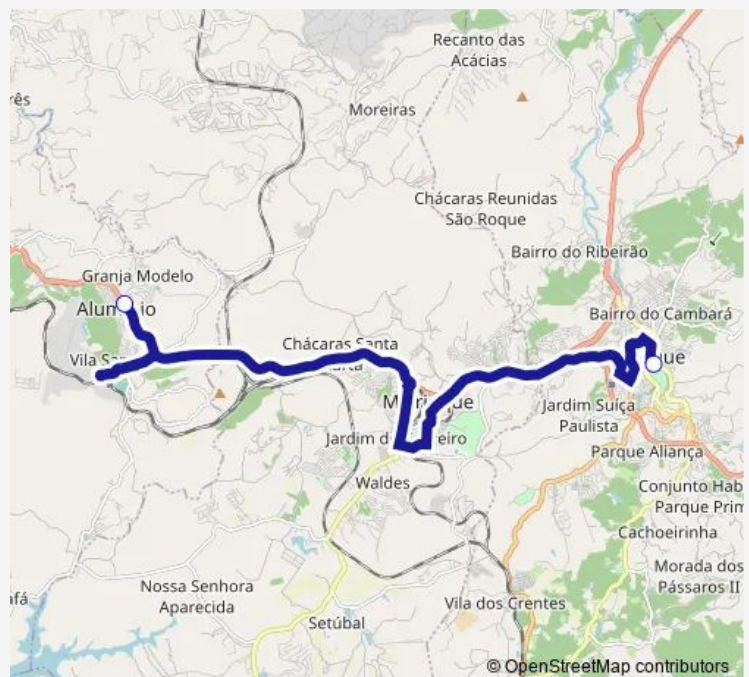 Recanto das
Acácias
rês
Moreiras
Chácaras Reunidas
São Roque
Bairro do Ribeirão
Granja Modelo
Bairro do Cambará
Chácaras Santa
Jardim Suíça
Paulista
Parque Aliança
Waldes
Conjunto Hab
Parque Prim
Cachoeirinha
Morada dos
Pássaros II
afá
Nossa Senhora
Aparecida
Vila dos Crentes
Setúbal
© OpenStreetMap contributors